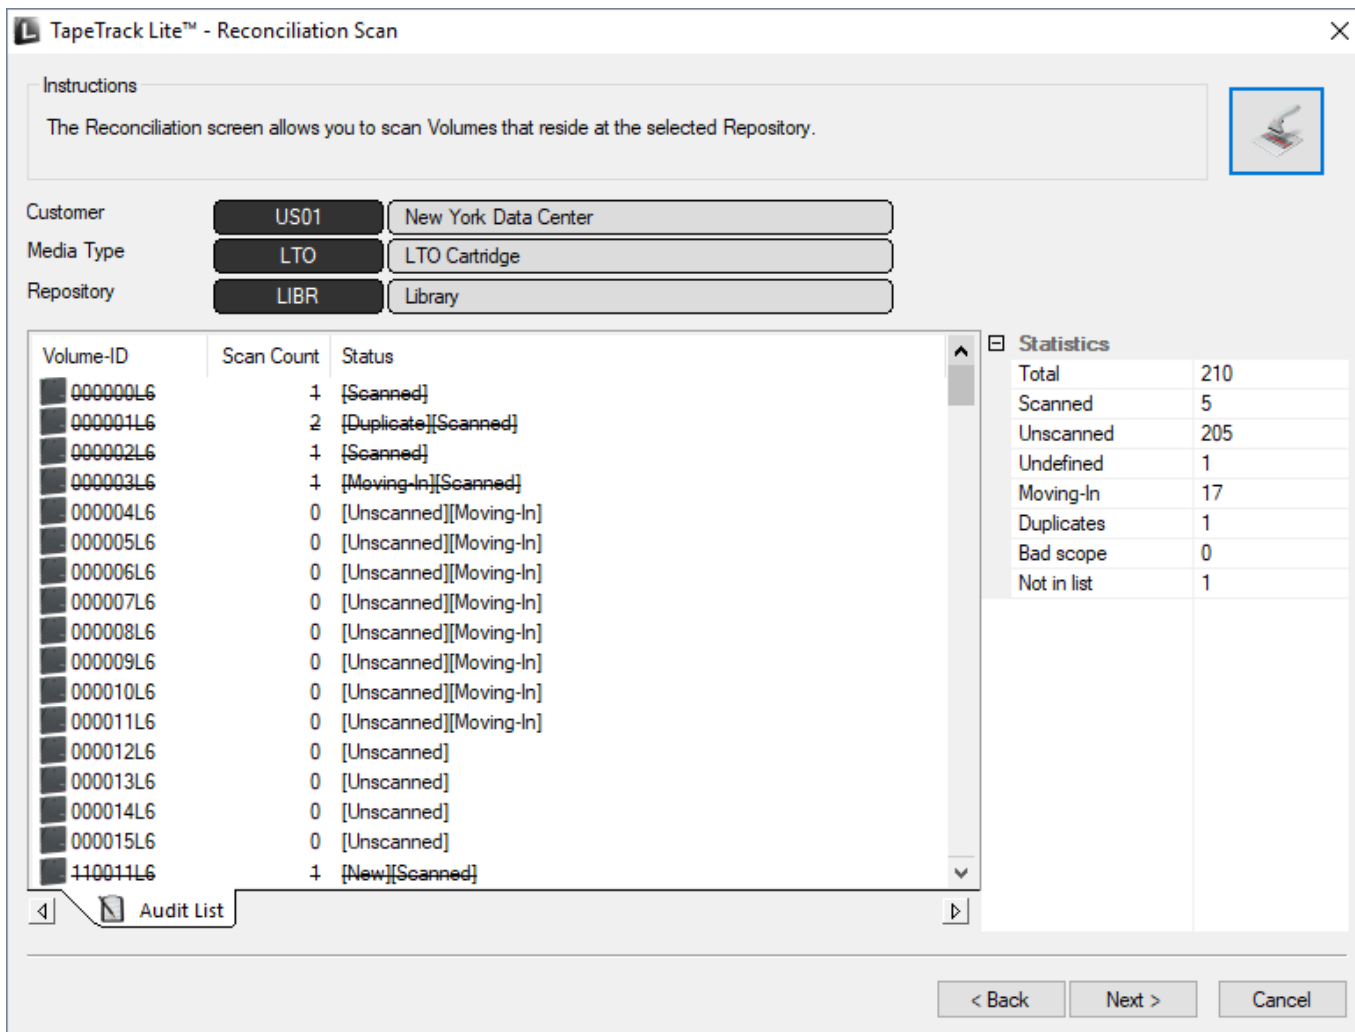 TapeTrack Lite™ - Reconciliation Scan
Instructions
The Reconciliation screen allows you to scan Volumes that reside at the selected Repository.
Customer US01 New York Data Center
Media Type LTO LTO Cartridge
Repository LIBR Library
Volume-ID Scan Count Status
000000L6 1 [Scanned]
000001L6 2 [Duplicate][Scanned]
000002L6 1 [Scanned]
000003L6 1 [Moving-In][Scanned]
000004L6 0 [Unscanned][Moving-In]
000005L6 0 [Unscanned][Moving-In]
000006L6 0 [Unscanned][Moving-In]
000007L6 0 [Unscanned][Moving-In]
000008L6 0 [Unscanned][Moving-In]
000009L6 0 [Unscanned][Moving-In]
000010L6 0 [Unscanned][Moving-In]
000011L6 0 [Unscanned][Moving-In]
000012L6 0 [Unscanned]
000013L6 0 [Unscanned]
000014L6 0 [Unscanned]
000015L6 0 [Unscanned]
110011L6 1 [New][Scanned]
Audit List
Statistics
Total 210
Scanned 5
Unscanned 205
Undefined 1
Moving-In 17
Duplicates 1
Bad scope 0
Not in list 1
< Back Next > Cancel